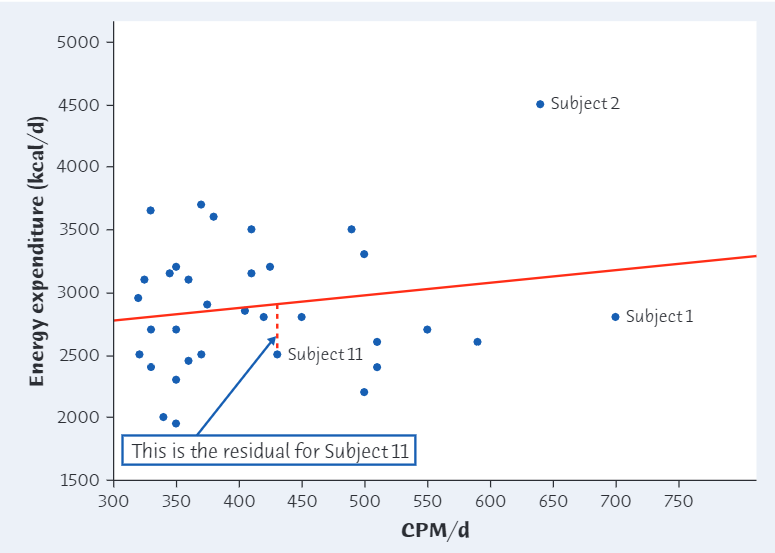 Energy expenditure (kcal/d)
5000
4500
4000
3500
3000
2500
2000
1500
Subject 2
Subject 1
Subject 11
This is the residual for Subject 11
300 350 400 450 500 550 600 650 700 750
CPM/d